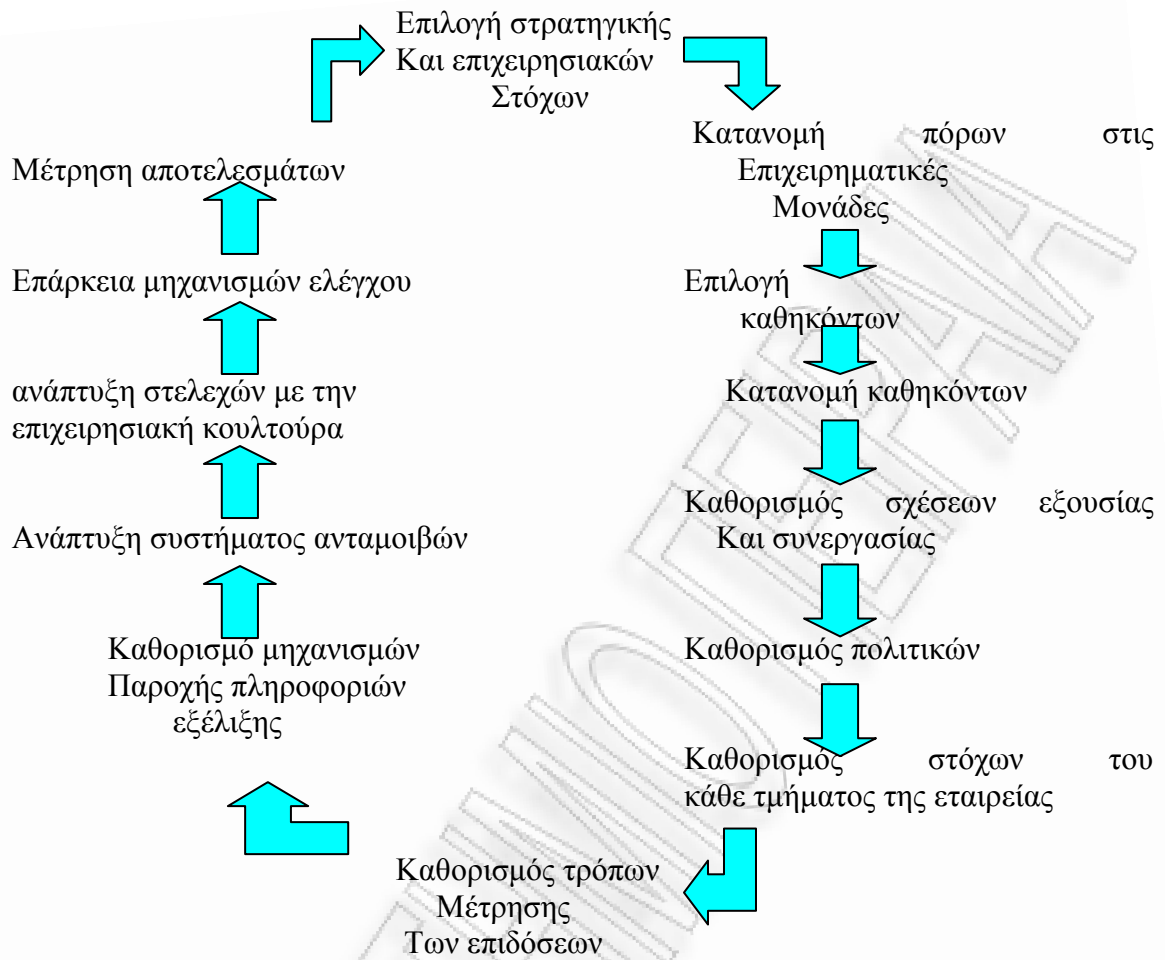 Επιλογή στρατηγικής
Και επιχειρησιακών
Στόχων
Κατανομή πόρων στις
Επιχειρηματικές
Μονάδες
Επιλογή
καθηκόντων
Κατανομή καθηκόντων
Καθορισμός σχέσεων εξουσίας
Και συνεργασίας
Καθορισμός πολιτικών
Καθορισμός στόχων του
κάθε τμήματος της εταιρείας
Καθορισμός τρόπων
Μέτρησης
Των επιδόσεων
Καθορισμό μηχανισμών
Παροχής πληροφοριών
εξέλιξης
Ανάπτυξη συστήματος ανταμοιβών
ανάπτυξη στελεχών με την
επιχειρησιακή κουλτούρα
Επάρκεια μηχανισμών ελέγχου
Μέτρηση αποτελεσμάτων